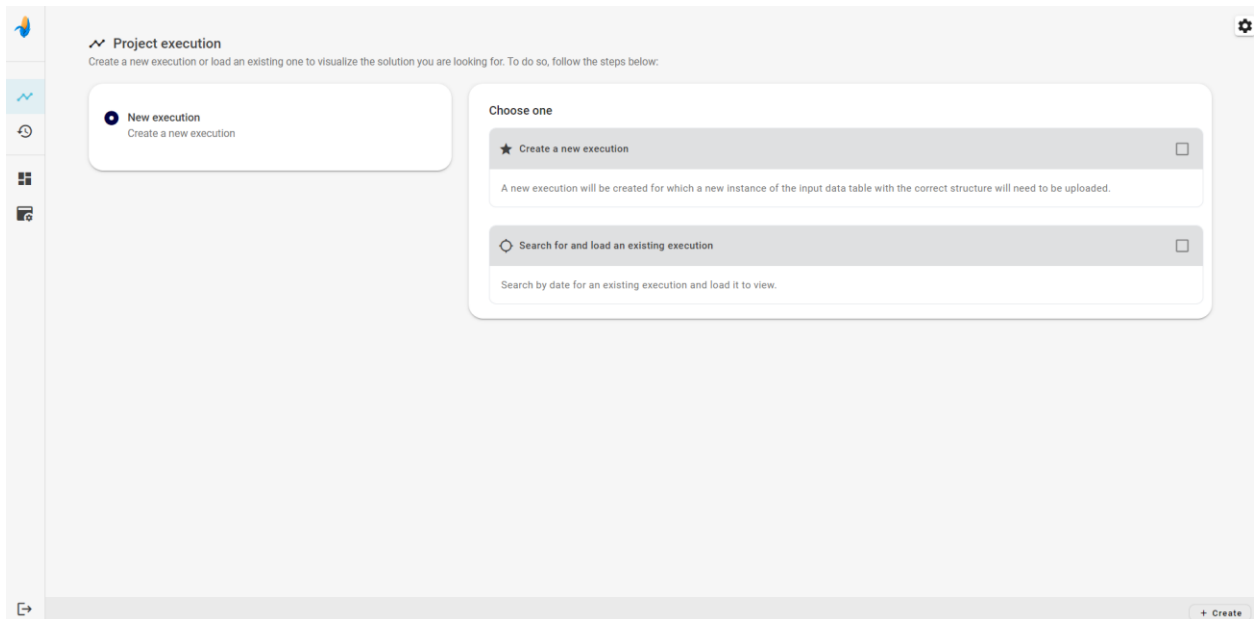 Project execution
Create a new execution or load an existing one to visualize the solution you are looking for. To do so, follow the steps below:
New execution
Create a new execution
Choose one
Create a new execution
A new execution will be created for which a new instance of the input data table with the correct structure will need to be uploaded.
Search for and load an existing execution
Search by date for an existing execution and load it to view.
+ Create